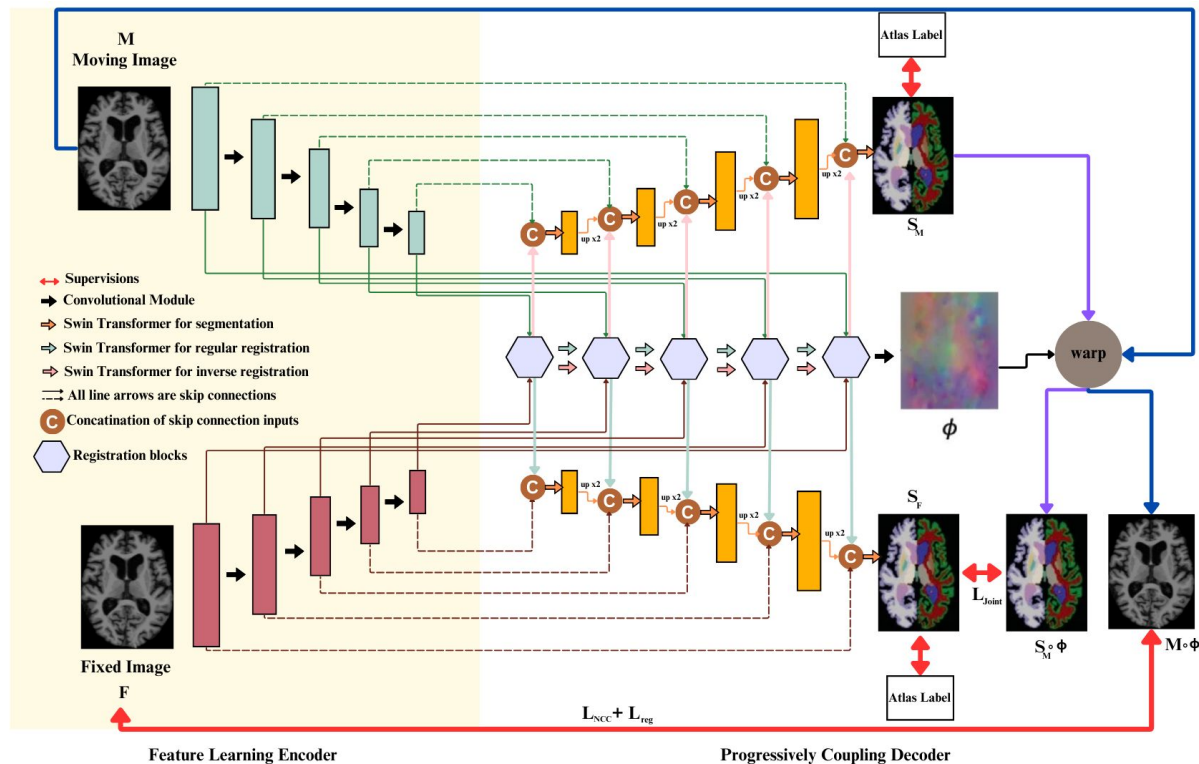 M
Moving Image
Atlas Label
C
C
C
C
C
up x2
up x2
up x2
up x2
S_M
Supervisions
Convolutional Module
Swin Transformer for segmentation
Swin Transformer for regular registration
Swin Transformer for inverse registration
All line arrows are skip connections
C Concatination of skip connection inputs
Registration blocks
warp
ϕ
C
C
C
C
C
up x2
up x2
up x2
up x2
S_F
L_Joint
S_M∘ϕ
M∘ϕ
Atlas Label
Fixed Image
F
L_NCC + L_reg
Feature Learning Encoder
Progressively Coupling Decoder